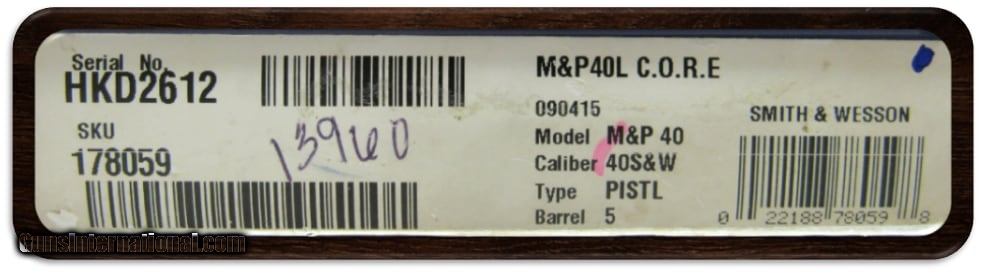 Serial No.
HKD2612
SKU
178059
13960
M&P40L C.O.R.E
090415
Model M&P 40
Caliber 40S&W
Type PISTL
Barrel 5
SMITH & WESSON
0 22188 78059 8
GunsInternational.com